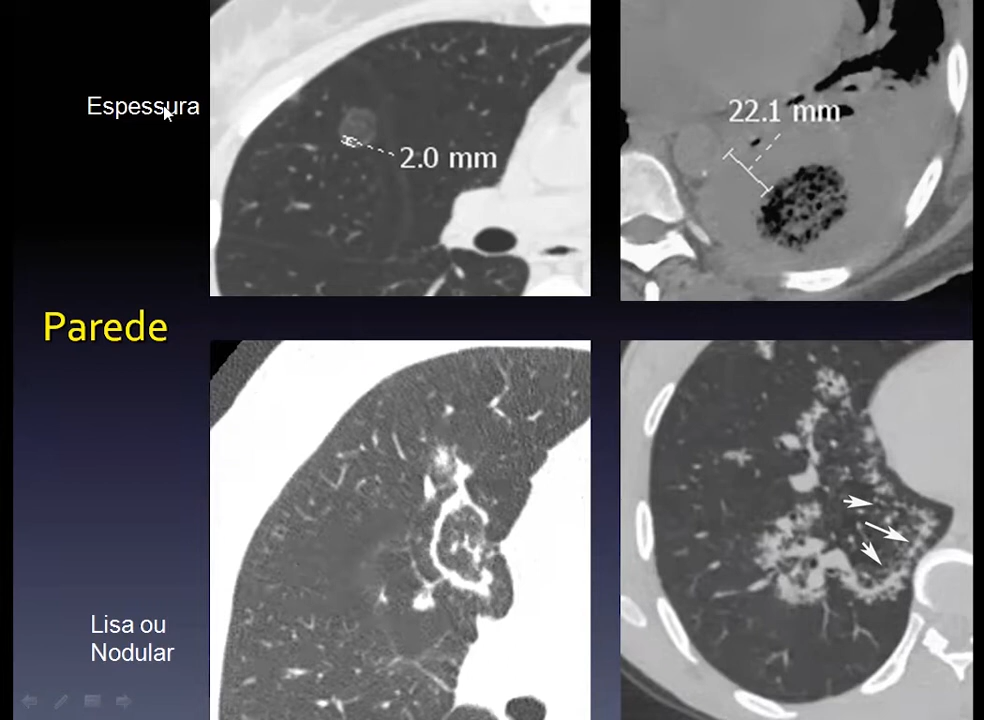 Espessura
2.0 mm
22.1 mm
Parede
Lisa ou
Nodular